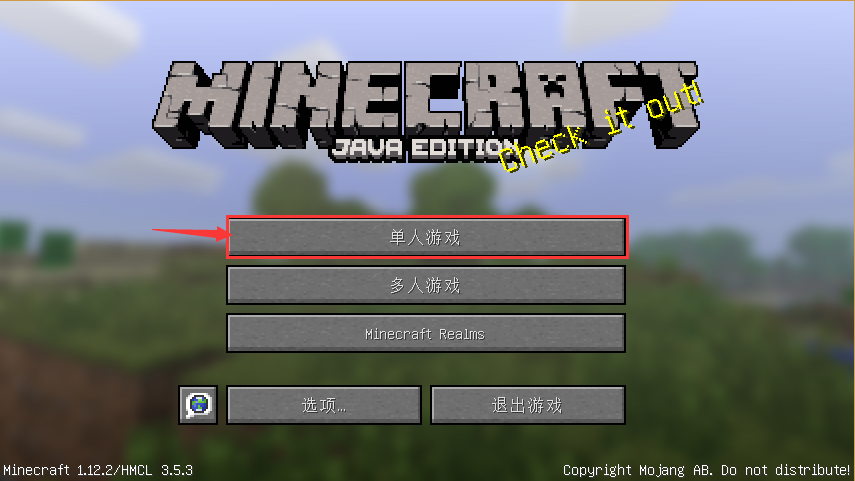 MINECRAFT
JAVA EDITION
Check it out!
单人游戏
多人游戏
Minecraft Realms
选项...
退出游戏
Minecraft 1.12.2/HMCL 3.5.3
Copyright Mojang AB. Do not distribute!